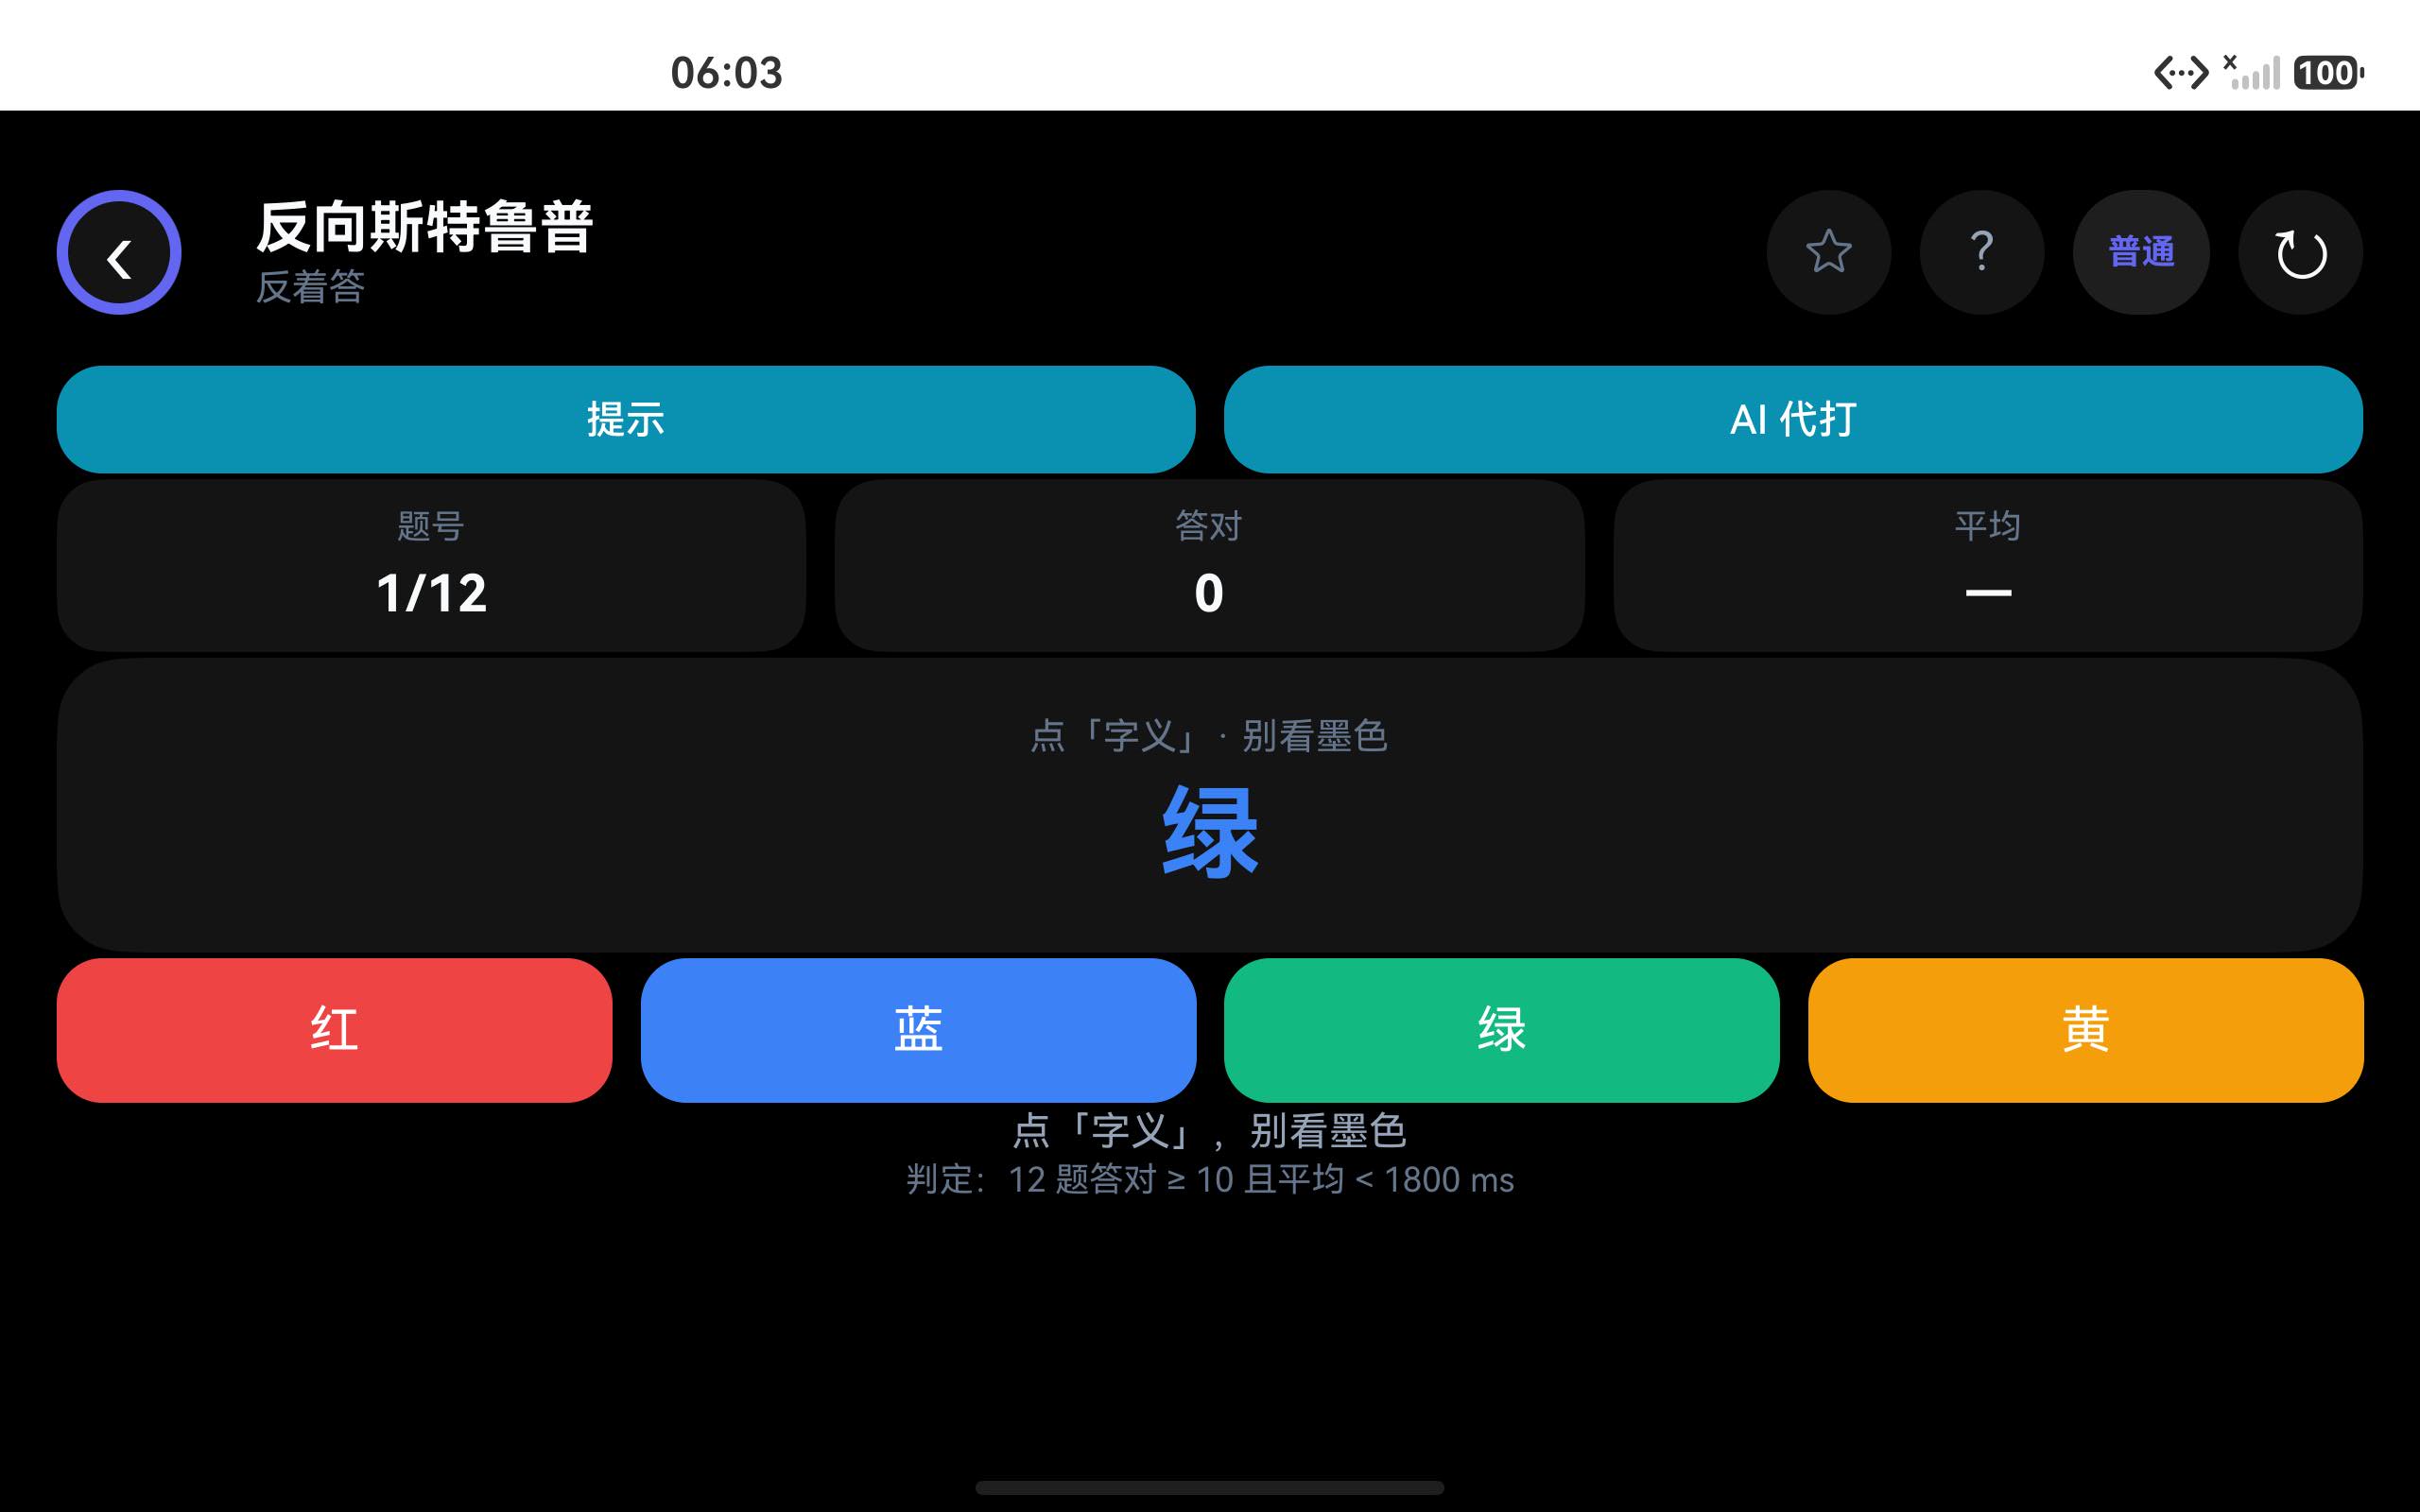 06:03
100
反向斯特鲁普
反着答
?
普通
提示
AI 代打
题号
答对
平均
1/12
0
—
点「字义」 · 别看墨色
绿
红
蓝
绿
黄
点「字义」，别看墨色
判定： 12 题答对 ≥ 10 且平均 < 1800 ms